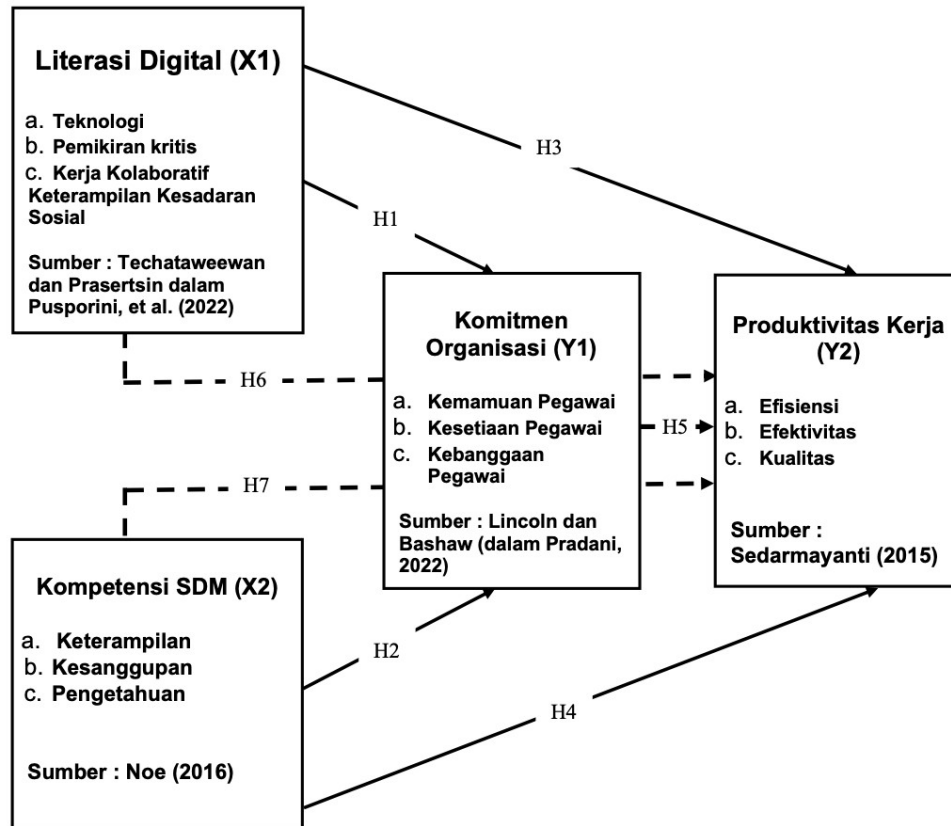 Literasi Digital (X1)
a. Teknologi
b. Pemikiran kritis
c. Kerja Kolaboratif
Keterampilan Kesadaran
Sosial
Sumber : Techataweewan
dan Prasertsin dalam
Pusporini, et al. (2022)
H3
H1
Komitmen
Organisasi (Y1)
a. Kemamuan Pegawai
b. Kesetiaan Pegawai
c. Kebanggaan
Pegawai
Sumber : Lincoln dan
Bashaw (dalam Pradani,
2022)
Produktivitas Kerja
(Y2)
a. Efisiensi
b. Efektivitas
c. Kualitas
Sumber :
Sedarmayanti (2015)
H6
H5
H7
Kompetensi SDM (X2)
a. Keterampilan
b. Kesanggupan
c. Pengetahuan
Sumber : Noe (2016)
H2
H4